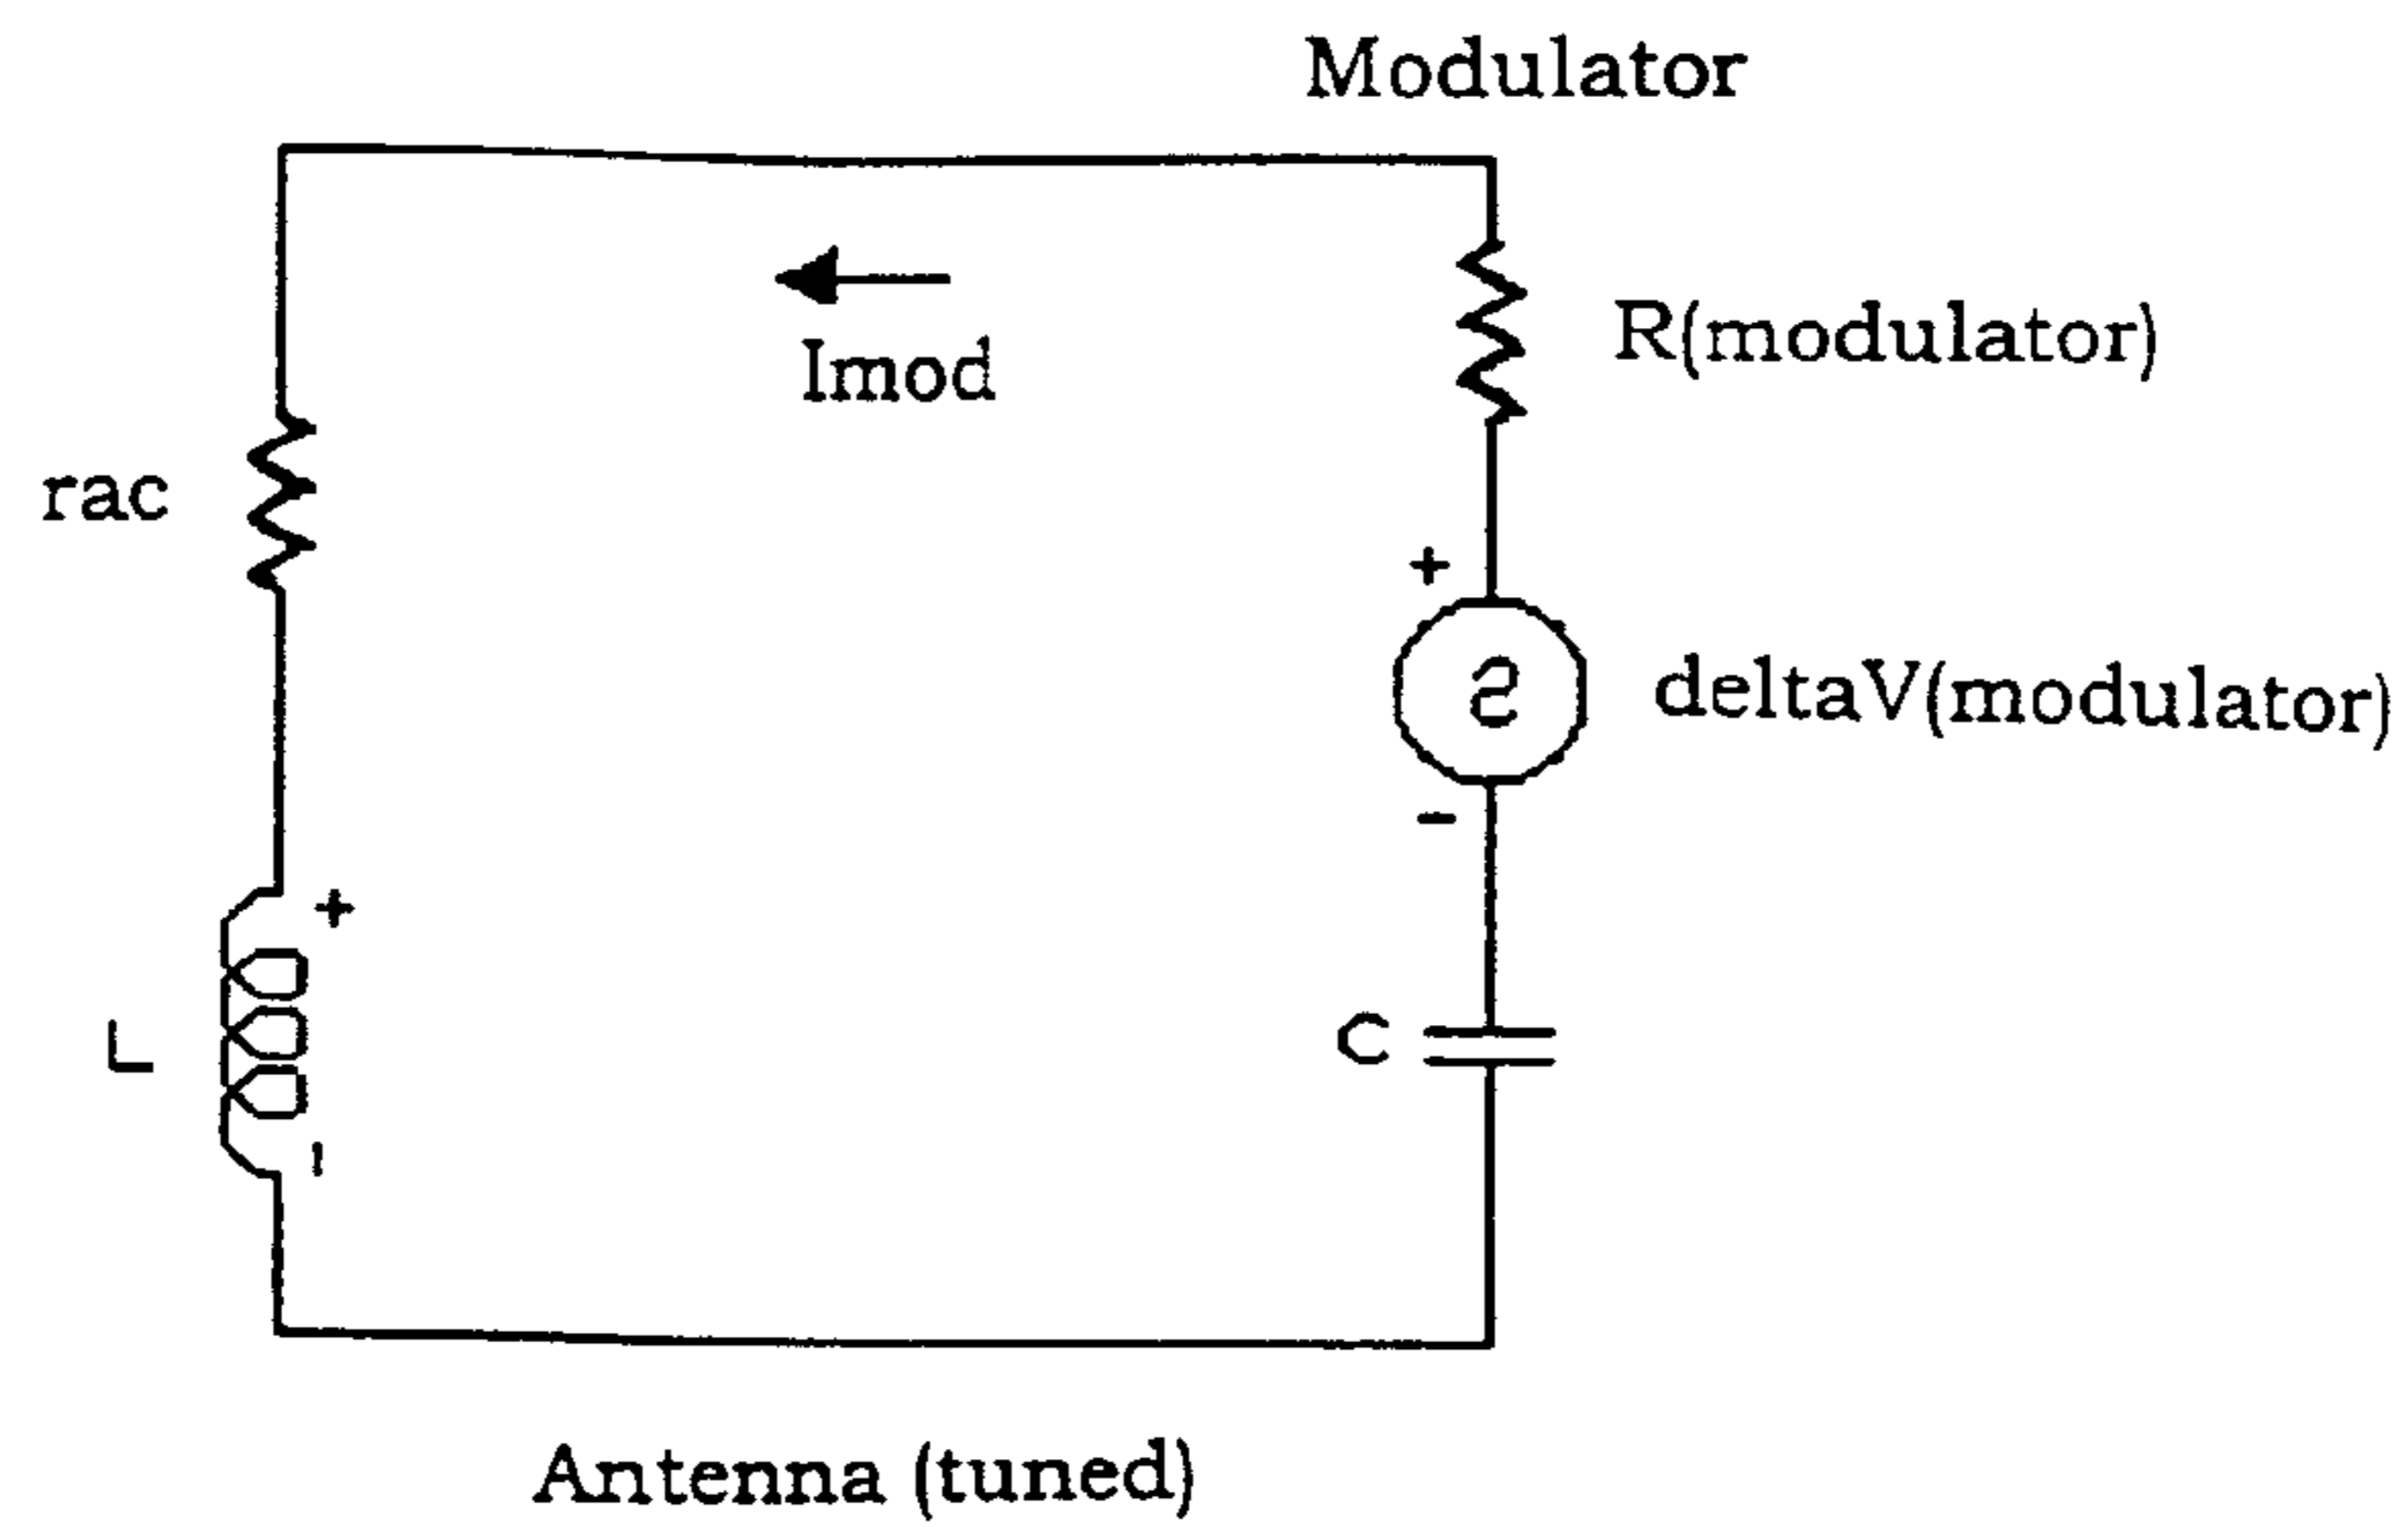 Modulator
Imod
R(modulator)
rac
+
deltaV(modulator)
-
+
L
-
C
Antenna (tuned)